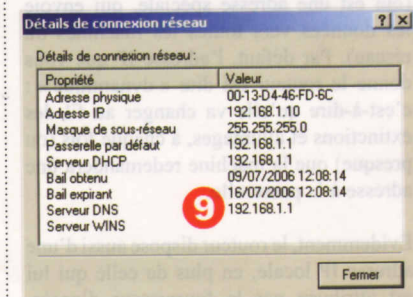 Détails de connexion réseau
Détails de connexion réseau :
Propriété Valeur
Adresse physique 00-13-D4-46-FD-6C
Adresse IP 192.168.1.10
Masque de sous-réseau 255.255.255.0
Passerelle par défaut 192.168.1.1
Serveur DHCP 192.168.1.1
Bail obtenu 09/07/2006 12:08:14
Bail expirant 16/07/2006 12:08:14
Serveur DNS 9 192.168.1.1
Serveur WINS
Fermer